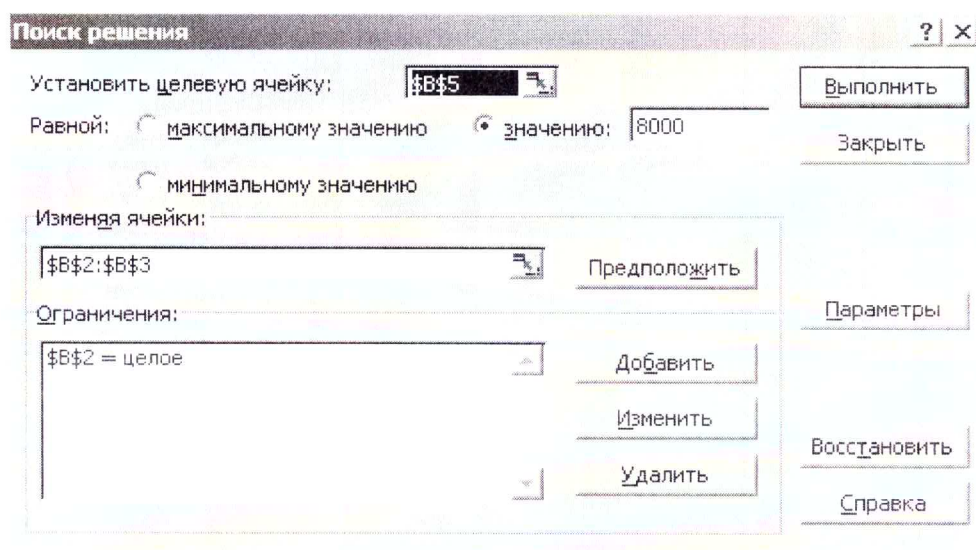 Поиск решения ? ×
Установить целевую ячейку: $B$5 Выполнить
Равной: максимальному значению значению: 8000 Закрыть
минимальному значению
Изменяя ячейки:
$B$2:$B$3 Предположить
Ограничения: Параметры
$B$2 = целое Добавить
Изменить
Восстановить
Удалить
Справка